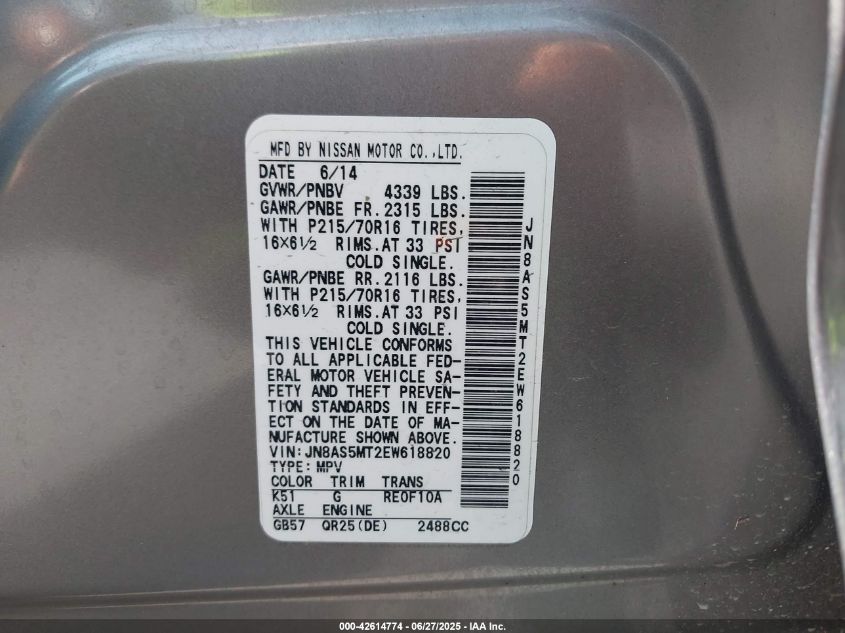 MFD BY NISSAN MOTOR CO.,LTD.
DATE 6/14
GVWR/PNBV 4339 LBS.
GAWR/PNBE FR.2315 LBS.
WITH P215/70R16 TIRES,
16×6½ RIMS.AT 33 PSI
COLD SINGLE.
GAWR/PNBE RR.2116 LBS.
WITH P215/70R16 TIRES,
16×6½ RIMS.AT 33 PSI
COLD SINGLE.
THIS VEHICLE CONFORMS
TO ALL APPLICABLE FED-
ERAL MOTOR VEHICLE SA-
FETY AND THEFT PREVEN-
TION STANDARDS IN EFF-
ECT ON THE DATE OF MA-
NUFACTURE SHOWN ABOVE.
VIN:JN8AS5MT2EW618820
TYPE:MPV
COLOR TRIM TRANS
K51 G RE0F10A
AXLE ENGINE
GB57 QR25(DE) 2488CC
JN8AS5MT2EW618820
000-42614774 — 06/27/2025 — IAA Inc.